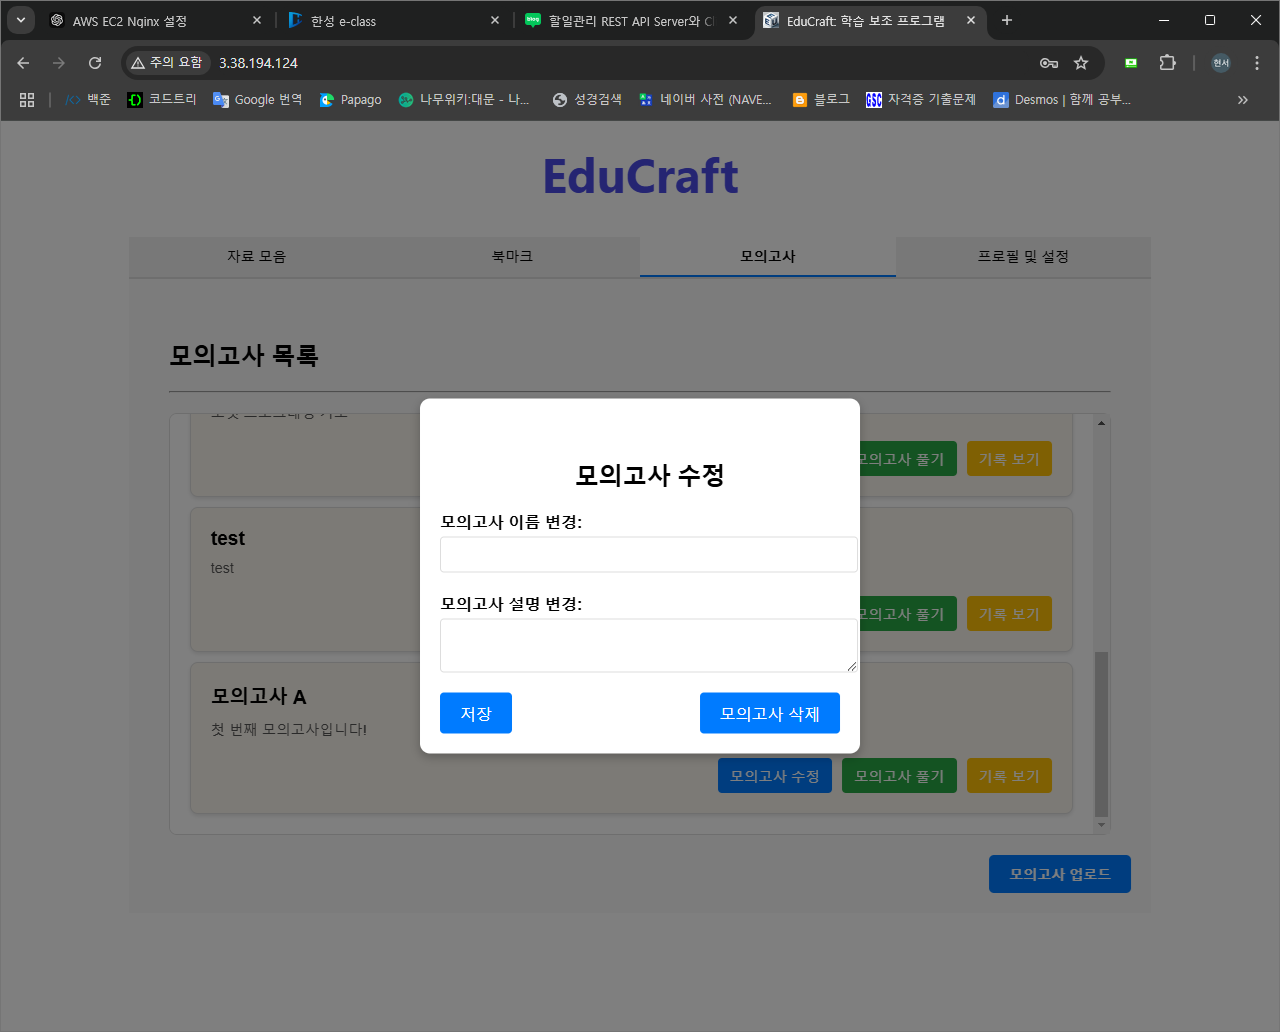 AWS EC2 Nginx 설정
한성 e-class
할일관리 REST API Server와 Cl
EduCraft: 학습 보조 프로그램
주의 요함
3.38.194.124
현서
백준
코드트리
Google 번역
Papago
나무위키:대문 - 나...
성경검색
네이버 사전 (NAVE...
블로그
자격증 기출문제
Desmos | 함께 공부...
EduCraft
자료 모음
북마크
모의고사
프로필 및 설정
모의고사 목록
모의고사 풀기
기록 보기
test
test
모의고사 풀기
기록 보기
모의고사 A
첫 번째 모의고사입니다!
모의고사 수정
모의고사 풀기
기록 보기
모의고사 업로드
모의고사 수정
모의고사 이름 변경:
모의고사 설명 변경:
저장
모의고사 삭제